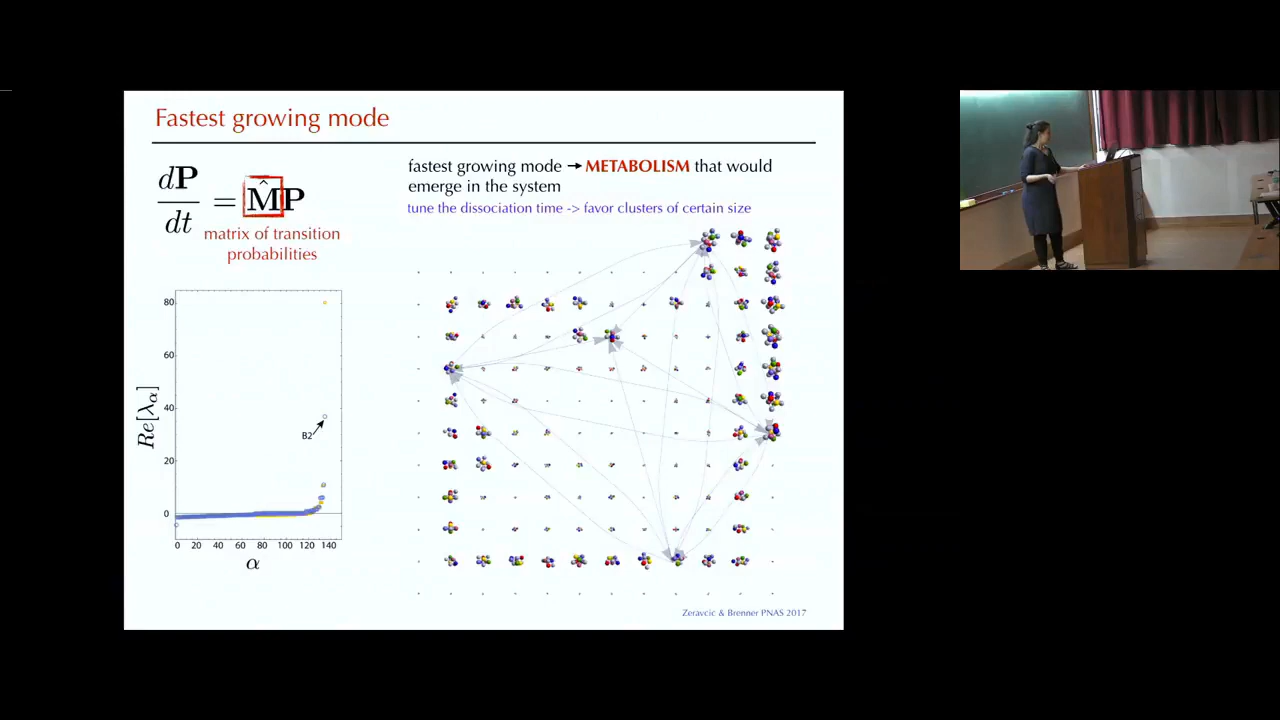 Fastest growing mode
dP/dt = M̂P
matrix of transition
probabilities
fastest growing mode → METABOLISM that would
emerge in the system
tune the dissociation time -> favor clusters of certain size
80
60
40
20
0
Re[λα]
B2
0 20 40 60 80 100 120 140
α
Zeravcic & Brenner PNAS 2017